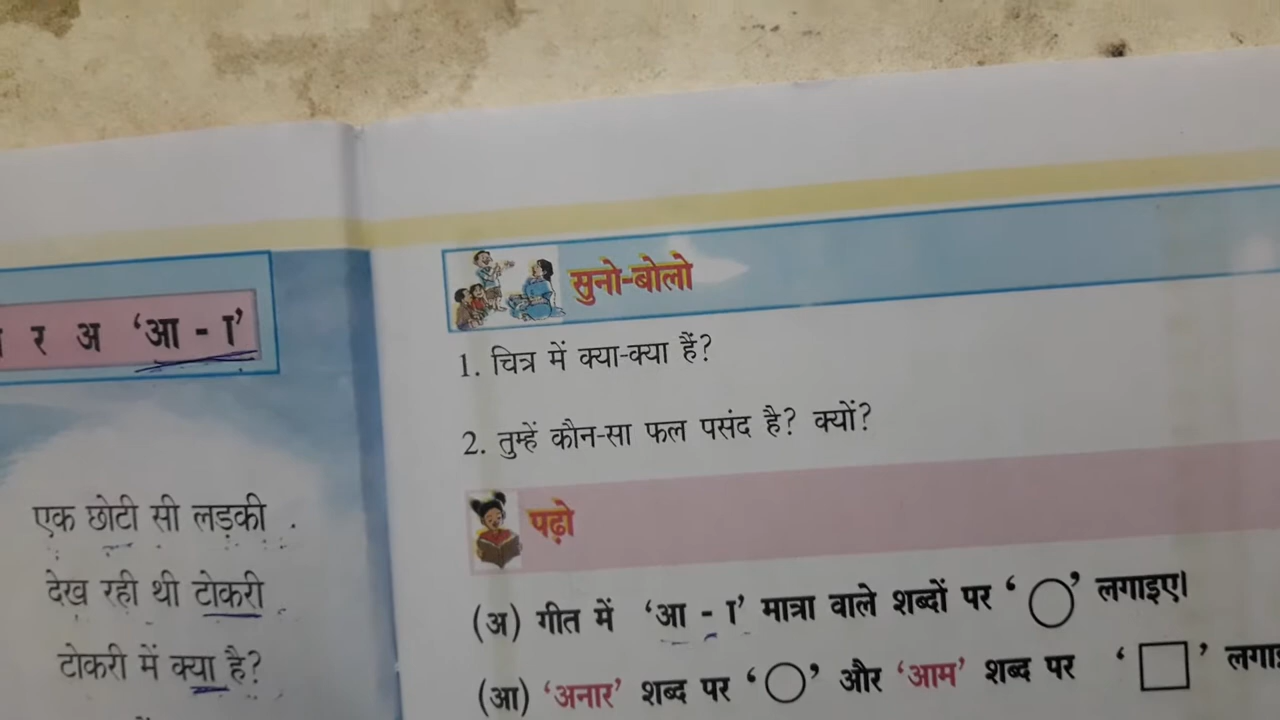 र अ 'आ - ा'
एक छोटी सी लड़की
देख रही थी टोकरी
टोकरी में क्या है?
सुनो-बोलो
1. चित्र में क्या-क्या हैं?
2. तुम्हें कौन-सा फल पसंद है? क्यों?
पढ़ो
(अ) गीत में 'आ - ा' मात्रा वाले शब्दों पर '○' लगाइए।
(आ) 'अनार' शब्द पर '○' और 'आम' शब्द पर '□'